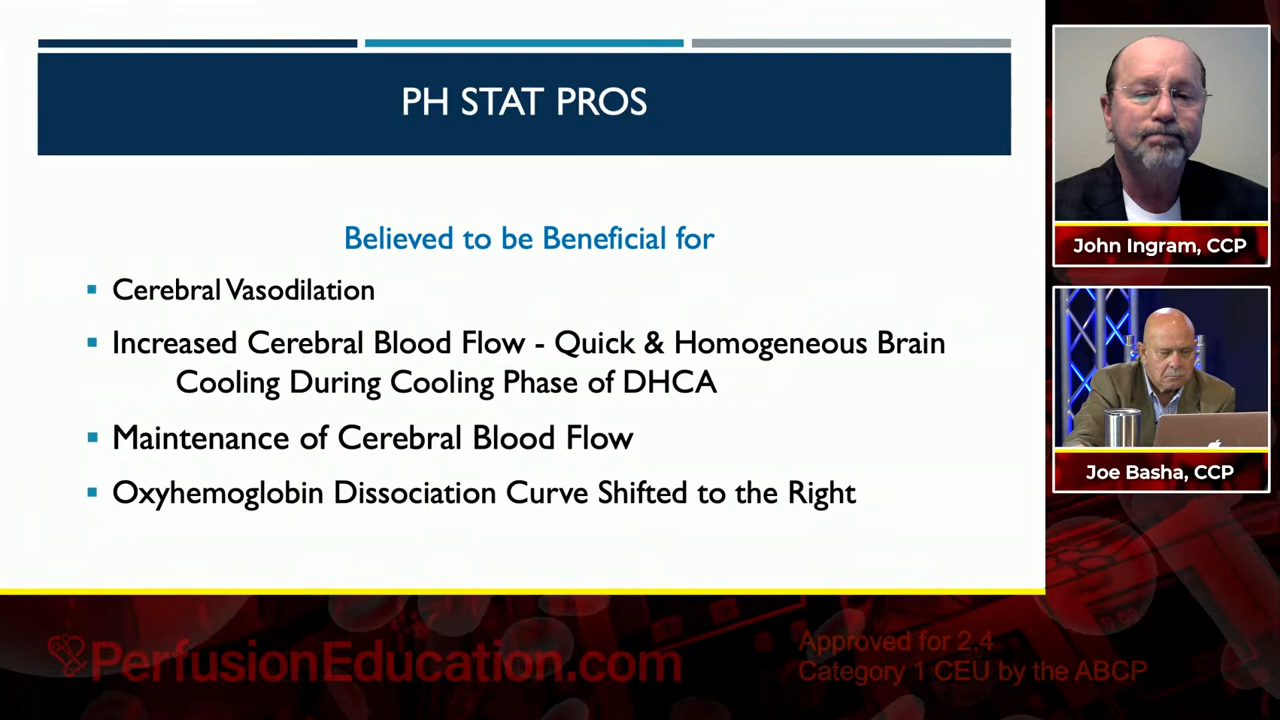 PH STAT PROS
Believed to be Beneficial for
▪ Cerebral Vasodilation
▪ Increased Cerebral Blood Flow - Quick & Homogeneous Brain
Cooling During Cooling Phase of DHCA
▪ Maintenance of Cerebral Blood Flow
▪ Oxyhemoglobin Dissociation Curve Shifted to the Right
John Ingram, CCP
Joe Basha, CCP
PerfusionEducation.com
Approved for 2.4
Category 1 CEU by the ABCP